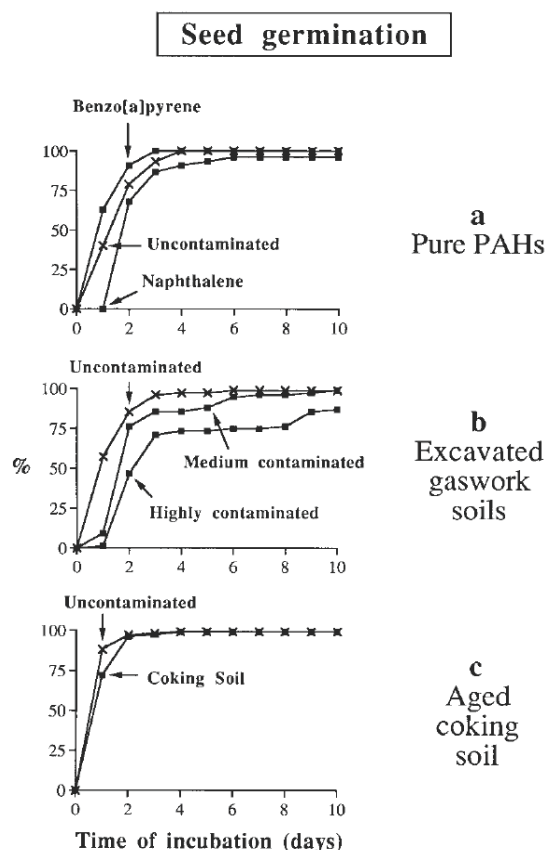 Seed germination
Benzo[a]pyrene
100
75
50
25
0
Uncontaminated
Naphthalene
0 2 4 6 8 10
a
Pure PAHs
Uncontaminated
100
75
50
25
0
%
Medium contaminated
Highly contaminated
0 2 4 6 8 10
b
Excavated
gaswork
soils
Uncontaminated
100
75
50
25
0
Coking Soil
0 2 4 6 8 10
Time of incubation (days)
c
Aged
coking
soil